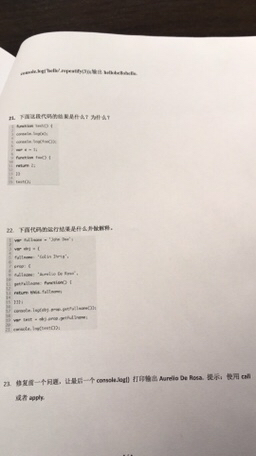 console.log('hello'.repeatify(3));输出 hellohellohello.
21. 下面这段代码的结果是什么？为什么？
function test() {
console.log(a);
console.log(foo());
var a = 1;
function foo() {
return 2;
}}
test();
22. 下面代码的运行结果是什么并做解释。
var fullname = 'John Doe';
var obj = {
fullname: 'Colin Ihrig',
prop: {
fullname: 'Aurelio De Rosa',
getFullname: function() {
return this.fullname;
}}};
console.log(obj.prop.getFullname());
var test = obj.prop.getFullname;
console.log(test());
23. 修复前一个问题，让最后一个 console.log() 打印输出 Aurelio De Rosa. 提示：使用 call
或者 apply.